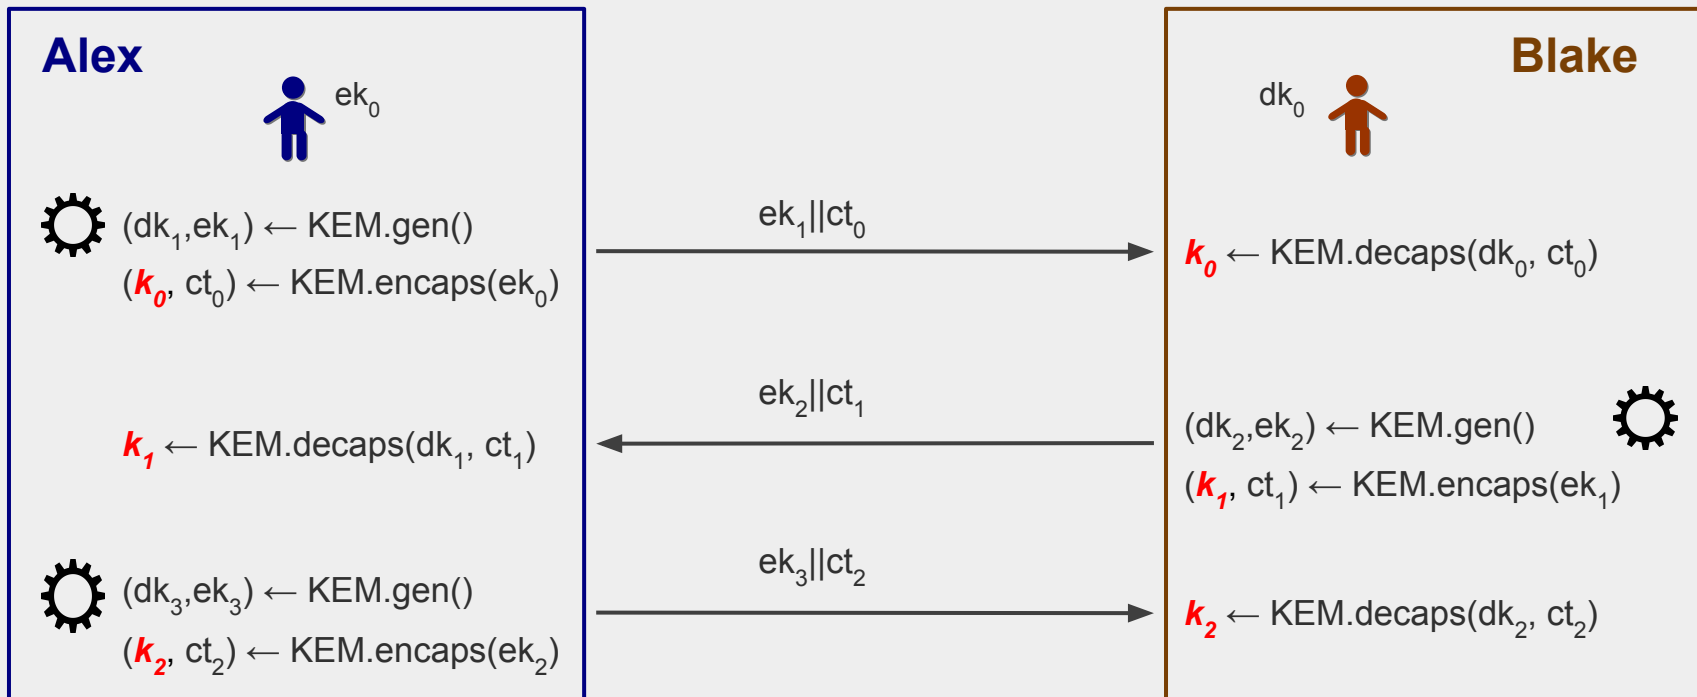 Alex
ek₀
(dk₁,ek₁) ← KEM.gen()
(k₀, ct₀) ← KEM.encaps(ek₀)
k₁ ← KEM.decaps(dk₁, ct₁)
(dk₃,ek₃) ← KEM.gen()
(k₂, ct₂) ← KEM.encaps(ek₂)
ek₁||ct₀
ek₂||ct₁
ek₃||ct₂
Blake
dk₀
k₀ ← KEM.decaps(dk₀, ct₀)
(dk₂,ek₂) ← KEM.gen()
(k₁, ct₁) ← KEM.encaps(ek₁)
k₂ ← KEM.decaps(dk₂, ct₂)